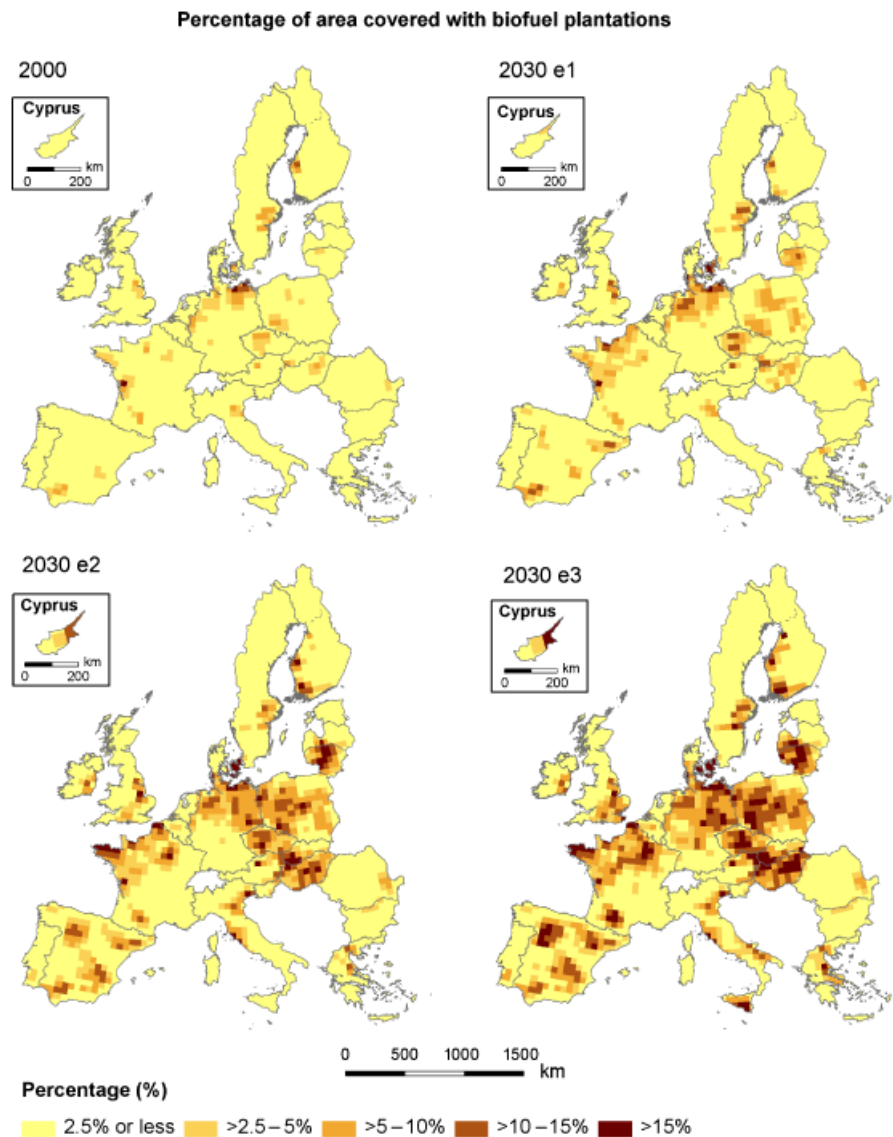 Percentage of area covered with biofuel plantations
2000
Cyprus
km
0 200
2030 e1
Cyprus
km
0 200
2030 e2
Cyprus
km
0 200
2030 e3
Cyprus
km
0 200
0 500 1000 1500
km
Percentage (%)
2.5% or less >2.5–5% >5–10% >10–15% >15%